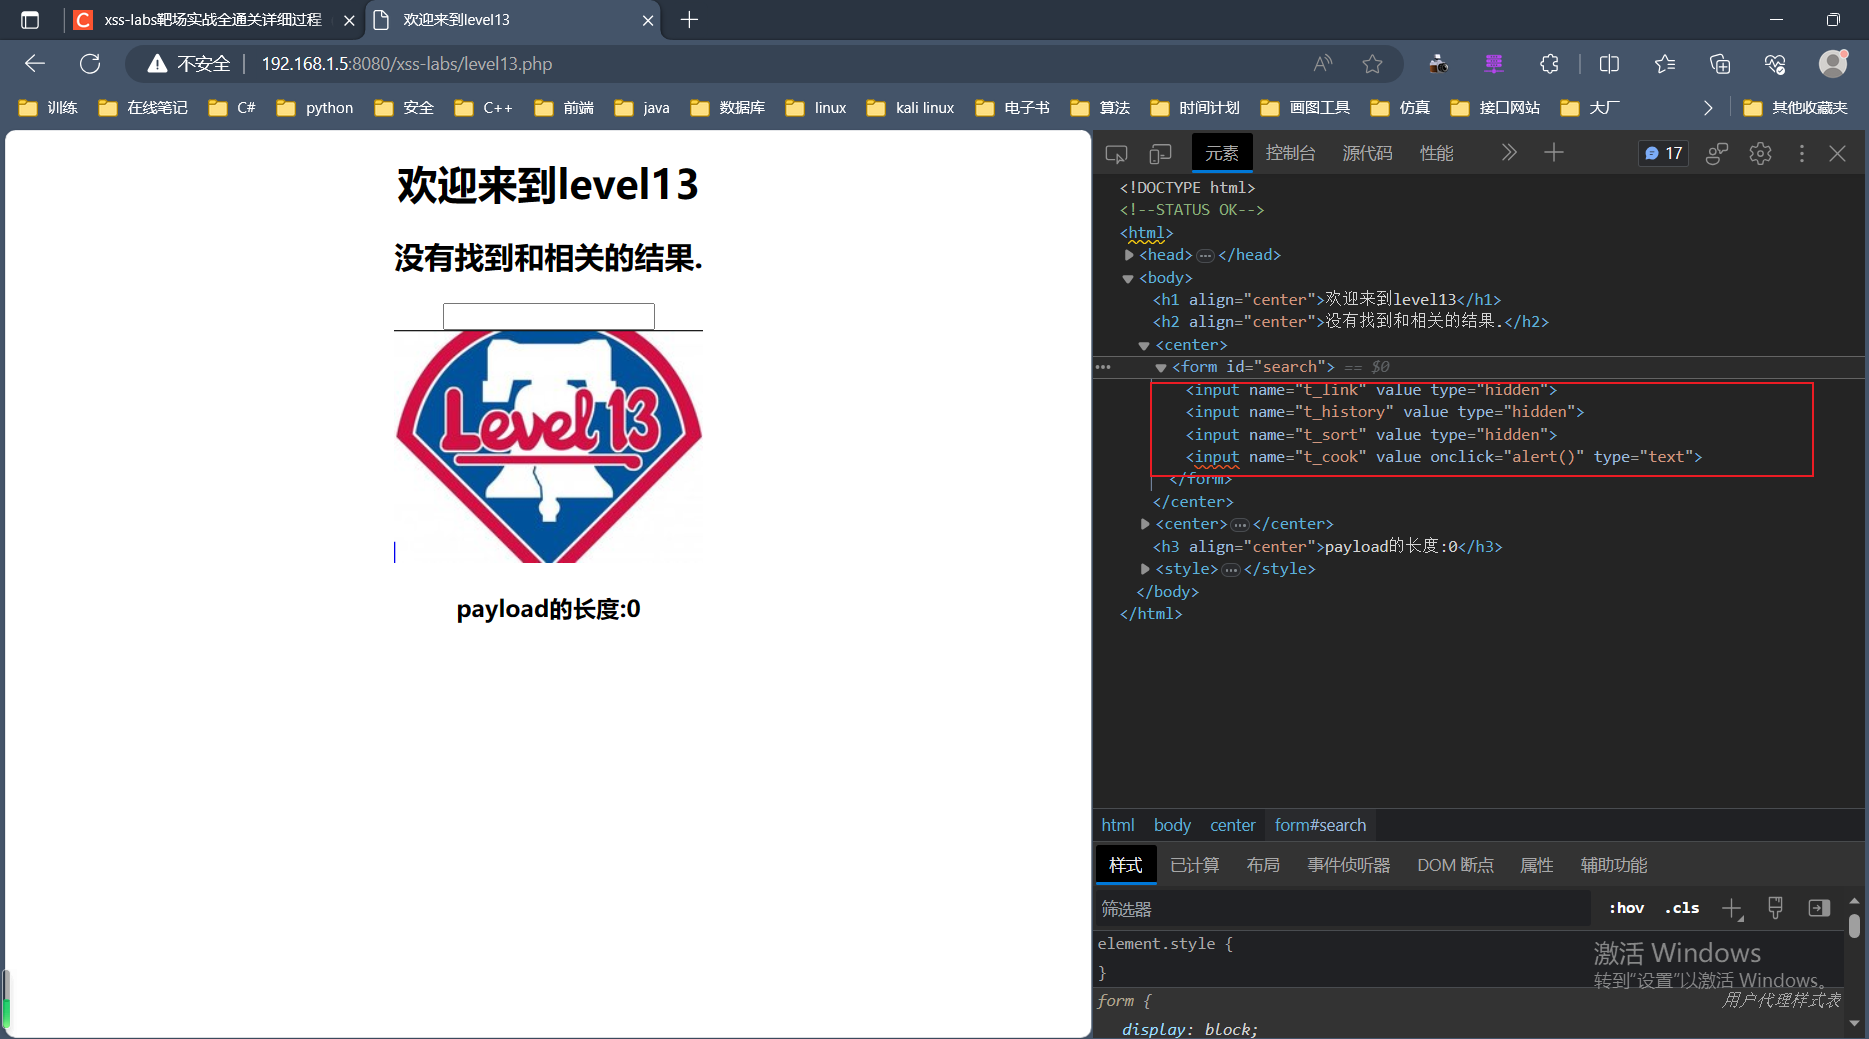 xss-labs靶场实战全通关详细过程
欢迎来到level13
不安全
192.168.1.5:8080/xss-labs/level13.php
训练 在线笔记 C# python 安全 C++ 前端 java 数据库 linux kali linux 电子书 算法 时间计划 画图工具 仿真 接口网站 大厂 其他收藏夹
欢迎来到level13
没有找到和相关的结果.
Level 13
payload的长度:0
元素 控制台 源代码 性能 17
<!DOCTYPE html>
<!--STATUS OK-->
<html>
<head> … </head>
<body>
<h1 align="center">欢迎来到level13</h1>
<h2 align="center">没有找到和相关的结果.</h2>
<center>
<form id="search"> == $0
<input name="t_link" value type="hidden">
<input name="t_history" value type="hidden">
<input name="t_sort" value type="hidden">
<input name="t_cook" value onclick="alert()" type="text">
</form>
</center>
<center> … </center>
<h3 align="center">payload的长度:0</h3>
<style> … </style>
</body>
</html>
html body center form#search
样式 已计算 布局 事件侦听器 DOM 断点 属性 辅助功能
筛选器 :hov .cls
element.style {
}
激活 Windows
转到"设置"以激活 Windows。
form { 用户代理样式表
display: block;